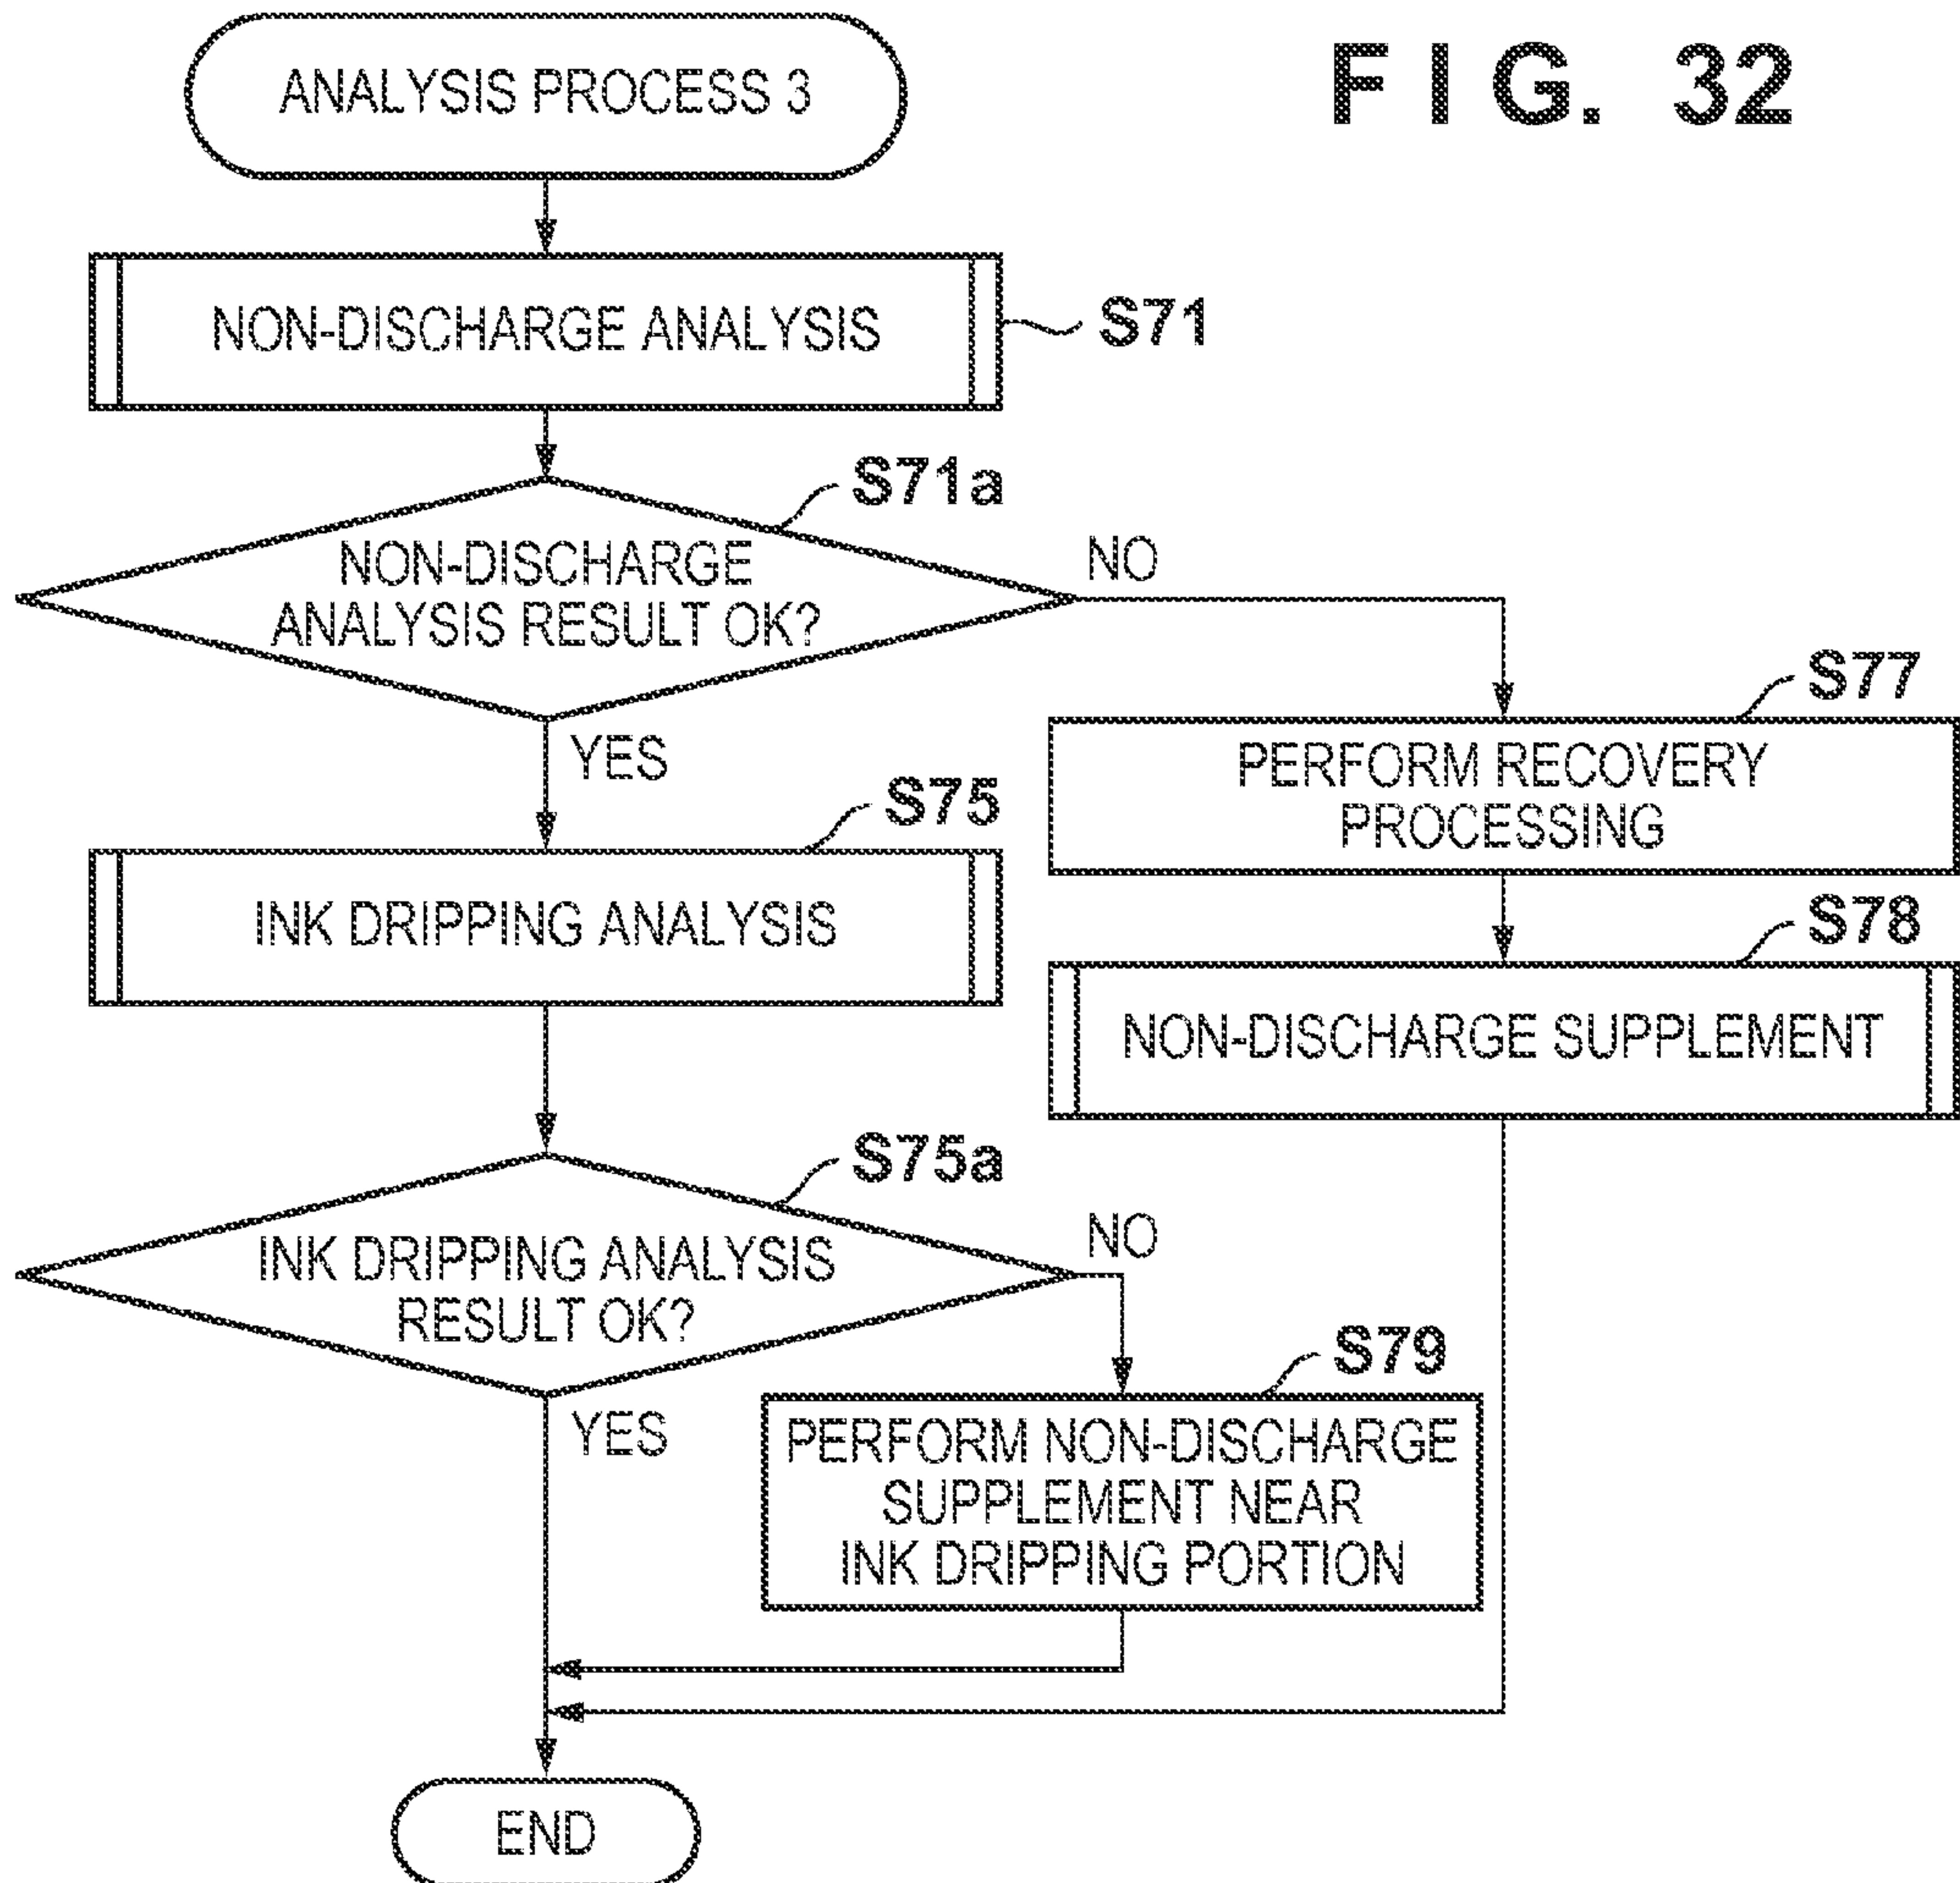 FIG. 32
ANALYSIS PROCESS 3
NON-DISCHARGE ANALYSIS
S71
S71a
NON-DISCHARGE
ANALYSIS RESULT OK?
NO
YES
S77
PERFORM RECOVERY
PROCESSING
S75
INK DRIPPING ANALYSIS
S78
NON-DISCHARGE SUPPLEMENT
S75a
INK DRIPPING ANALYSIS
RESULT OK?
NO
YES
S79
PERFORM NON-DISCHARGE
SUPPLEMENT NEAR
INK DRIPPING PORTION
END